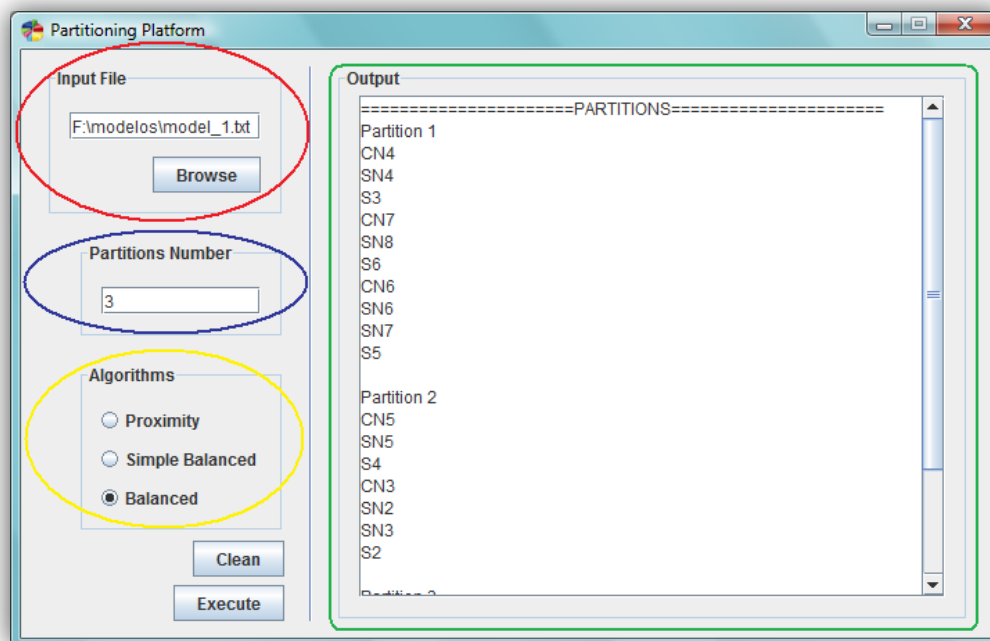 Partitioning Platform
Input File
F:\modelos\model_1.txt
Browse
Partitions Number
3
Algorithms
Proximity
Simple Balanced
Balanced
Clean
Execute
Output
======================PARTITIONS======================
Partition 1
CN4
SN4
S3
CN7
SN8
S6
CN6
SN6
SN7
S5
Partition 2
CN5
SN5
S4
CN3
SN2
SN3
S2
Partition